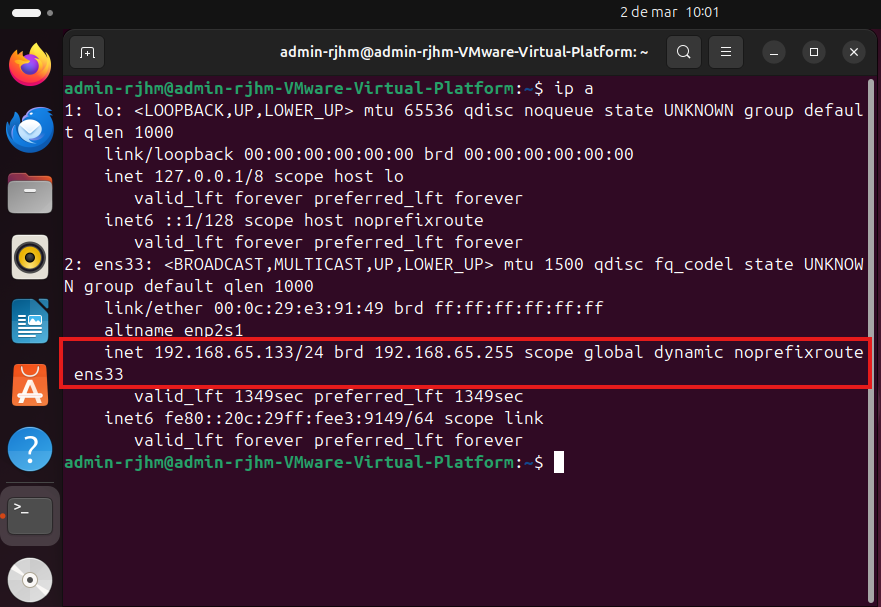 2 de mar 10:01
admin-rjhm@admin-rjhm-VMware-Virtual-Platform: ~
admin-rjhm@admin-rjhm-VMware-Virtual-Platform:~$ ip a
1: lo: <LOOPBACK,UP,LOWER_UP> mtu 65536 qdisc noqueue state UNKNOWN group defaul
t qlen 1000
    link/loopback 00:00:00:00:00:00 brd 00:00:00:00:00:00
    inet 127.0.0.1/8 scope host lo
       valid_lft forever preferred_lft forever
    inet6 ::1/128 scope host noprefixroute
       valid_lft forever preferred_lft forever
2: ens33: <BROADCAST,MULTICAST,UP,LOWER_UP> mtu 1500 qdisc fq_codel state UNKNOW
N group default qlen 1000
    link/ether 00:0c:29:e3:91:49 brd ff:ff:ff:ff:ff:ff
    altname enp2s1
    inet 192.168.65.133/24 brd 192.168.65.255 scope global dynamic noprefixroute
 ens33
       valid_lft 1349sec preferred_lft 1349sec
    inet6 fe80::20c:29ff:fee3:9149/64 scope link
       valid_lft forever preferred_lft forever
admin-rjhm@admin-rjhm-VMware-Virtual-Platform:~$